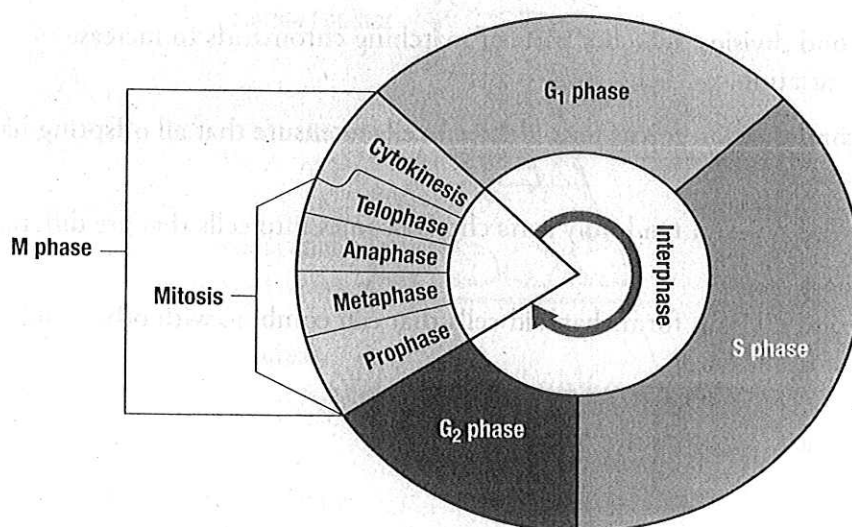 G₁ phase
Cytokinesis
Telophase
Anaphase
Metaphase
Prophase
M phase
Mitosis
Interphase
S phase
G₂ phase